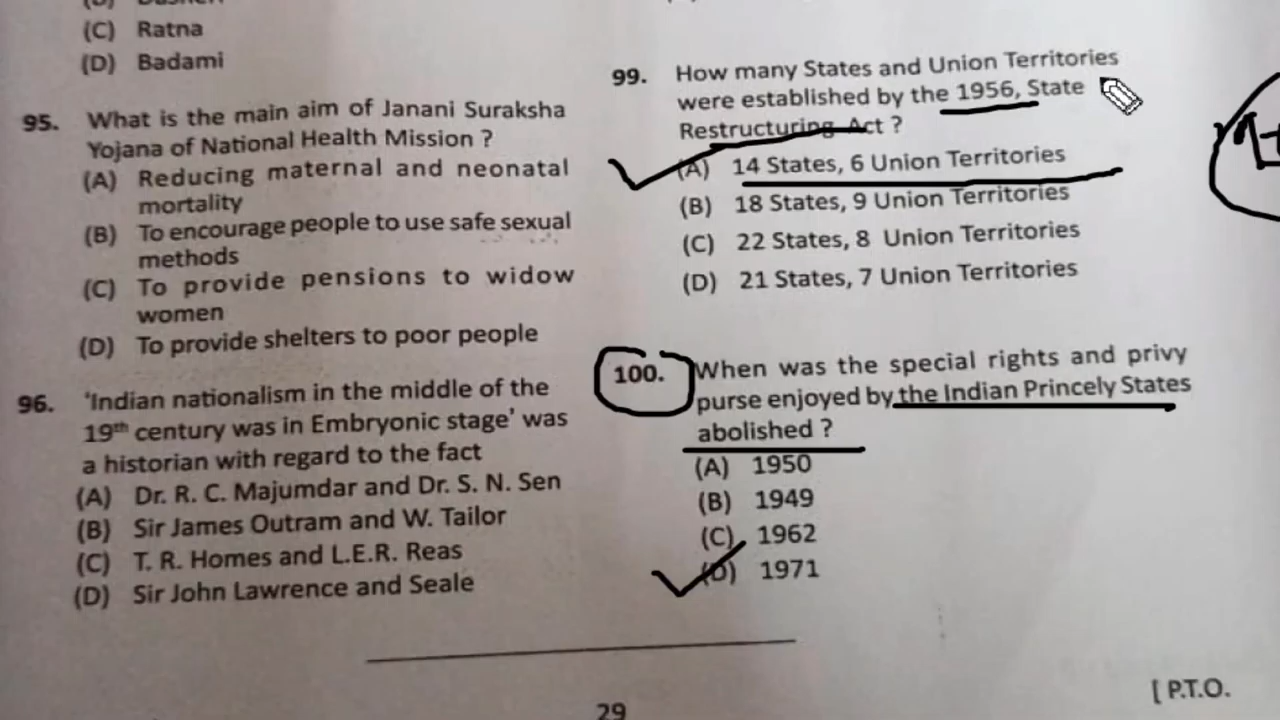 (C) Ratna
(D) Badami
95. What is the main aim of Janani Suraksha
Yojana of National Health Mission ?
(A) Reducing maternal and neonatal
mortality
(B) To encourage people to use safe sexual
methods
(C) To provide pensions to widow
women
(D) To provide shelters to poor people
96. ‘Indian nationalism in the middle of the
19th century was in Embryonic stage’ was
a historian with regard to the fact
(A) Dr. R. C. Majumdar and Dr. S. N. Sen
(B) Sir James Outram and W. Tailor
(C) T. R. Homes and L.E.R. Reas
(D) Sir John Lawrence and Seale
99. How many States and Union Territories
were established by the 1956, State
Restructuring Act ?
(A) 14 States, 6 Union Territories
(B) 18 States, 9 Union Territories
(C) 22 States, 8 Union Territories
(D) 21 States, 7 Union Territories
100. When was the special rights and privy
purse enjoyed by the Indian Princely States
abolished ?
(A) 1950
(B) 1949
(C) 1962
(D) 1971
29
[ P.T.O.